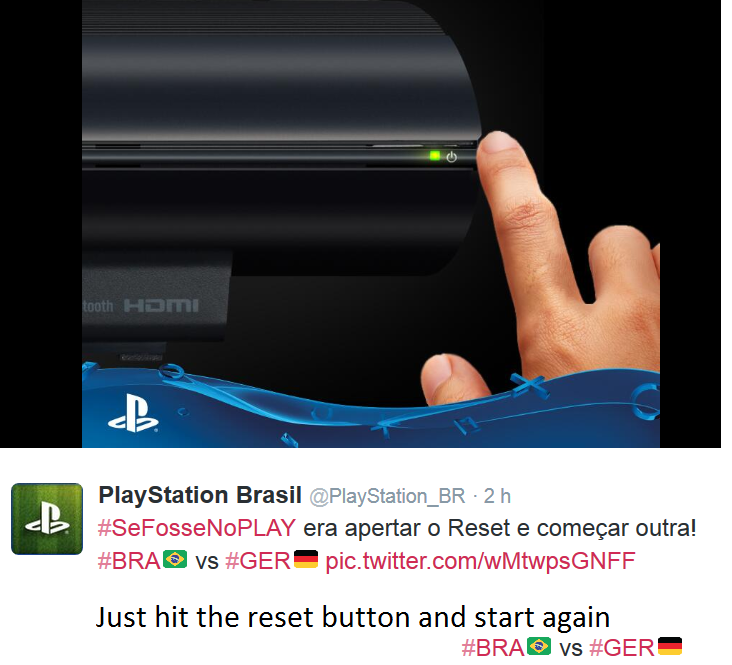 tooth HDMI
PlayStation Brasil @PlayStation_BR · 2 h
#SeFosseNoPLAY era apertar o Reset e começar outra!
#BRA🇧🇷 vs #GER🇩🇪 pic.twitter.com/wMtwpsGNFF
Just hit the reset button and start again
#BRA🇧🇷 vs #GER🇩🇪